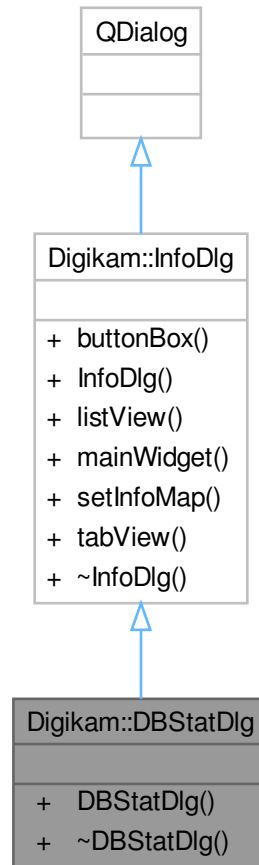 QDialog
Digikam::InfoDlg
+ buttonBox()
+ InfoDlg()
+ listView()
+ mainWidget()
+ setInfoMap()
+ tabView()
+ ~InfoDlg()
Digikam::DBStatDlg
+ DBStatDlg()
+ ~DBStatDlg()